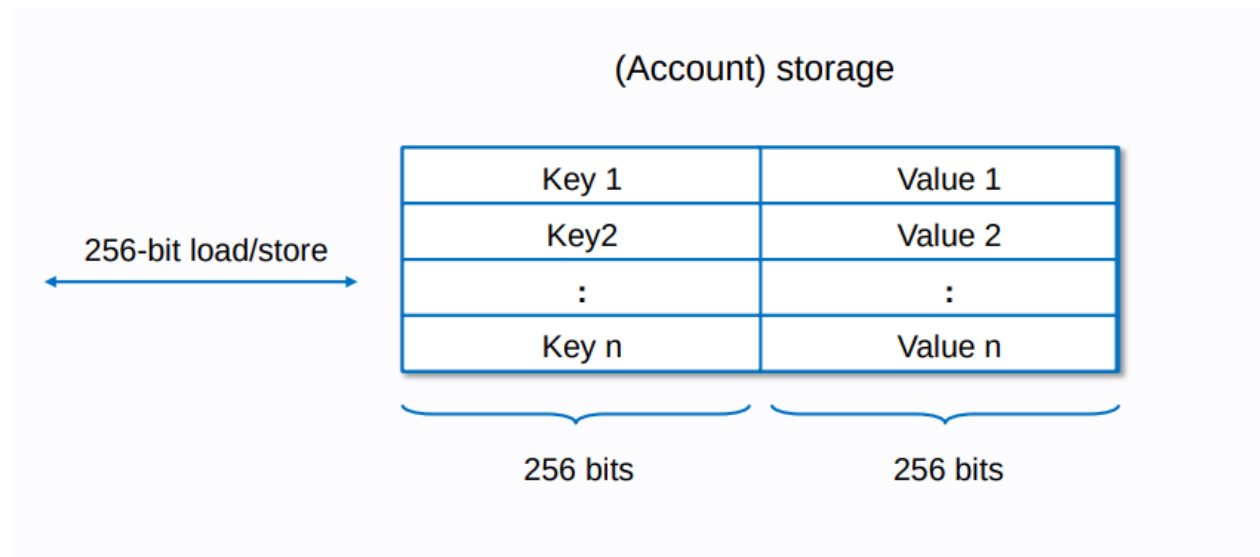 (Account) storage
Key 1 Value 1
256-bit load/store
Key2 Value 2
: :
Key n Value n
256 bits 256 bits